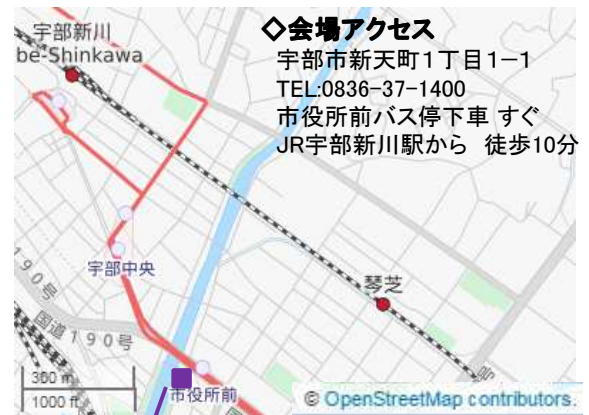 ◇会場アクセス
宇部市新天町1丁目1-1
TEL:0836-37-1400
市役所前バス停下車 すぐ
JR宇部新川駅から 徒歩10分
宇部新川
be-Shinkawa
宇部中央
190号
国道190号
琴芝
350 m
1000 ft
市役所前
© OpenStreetMap contributors.